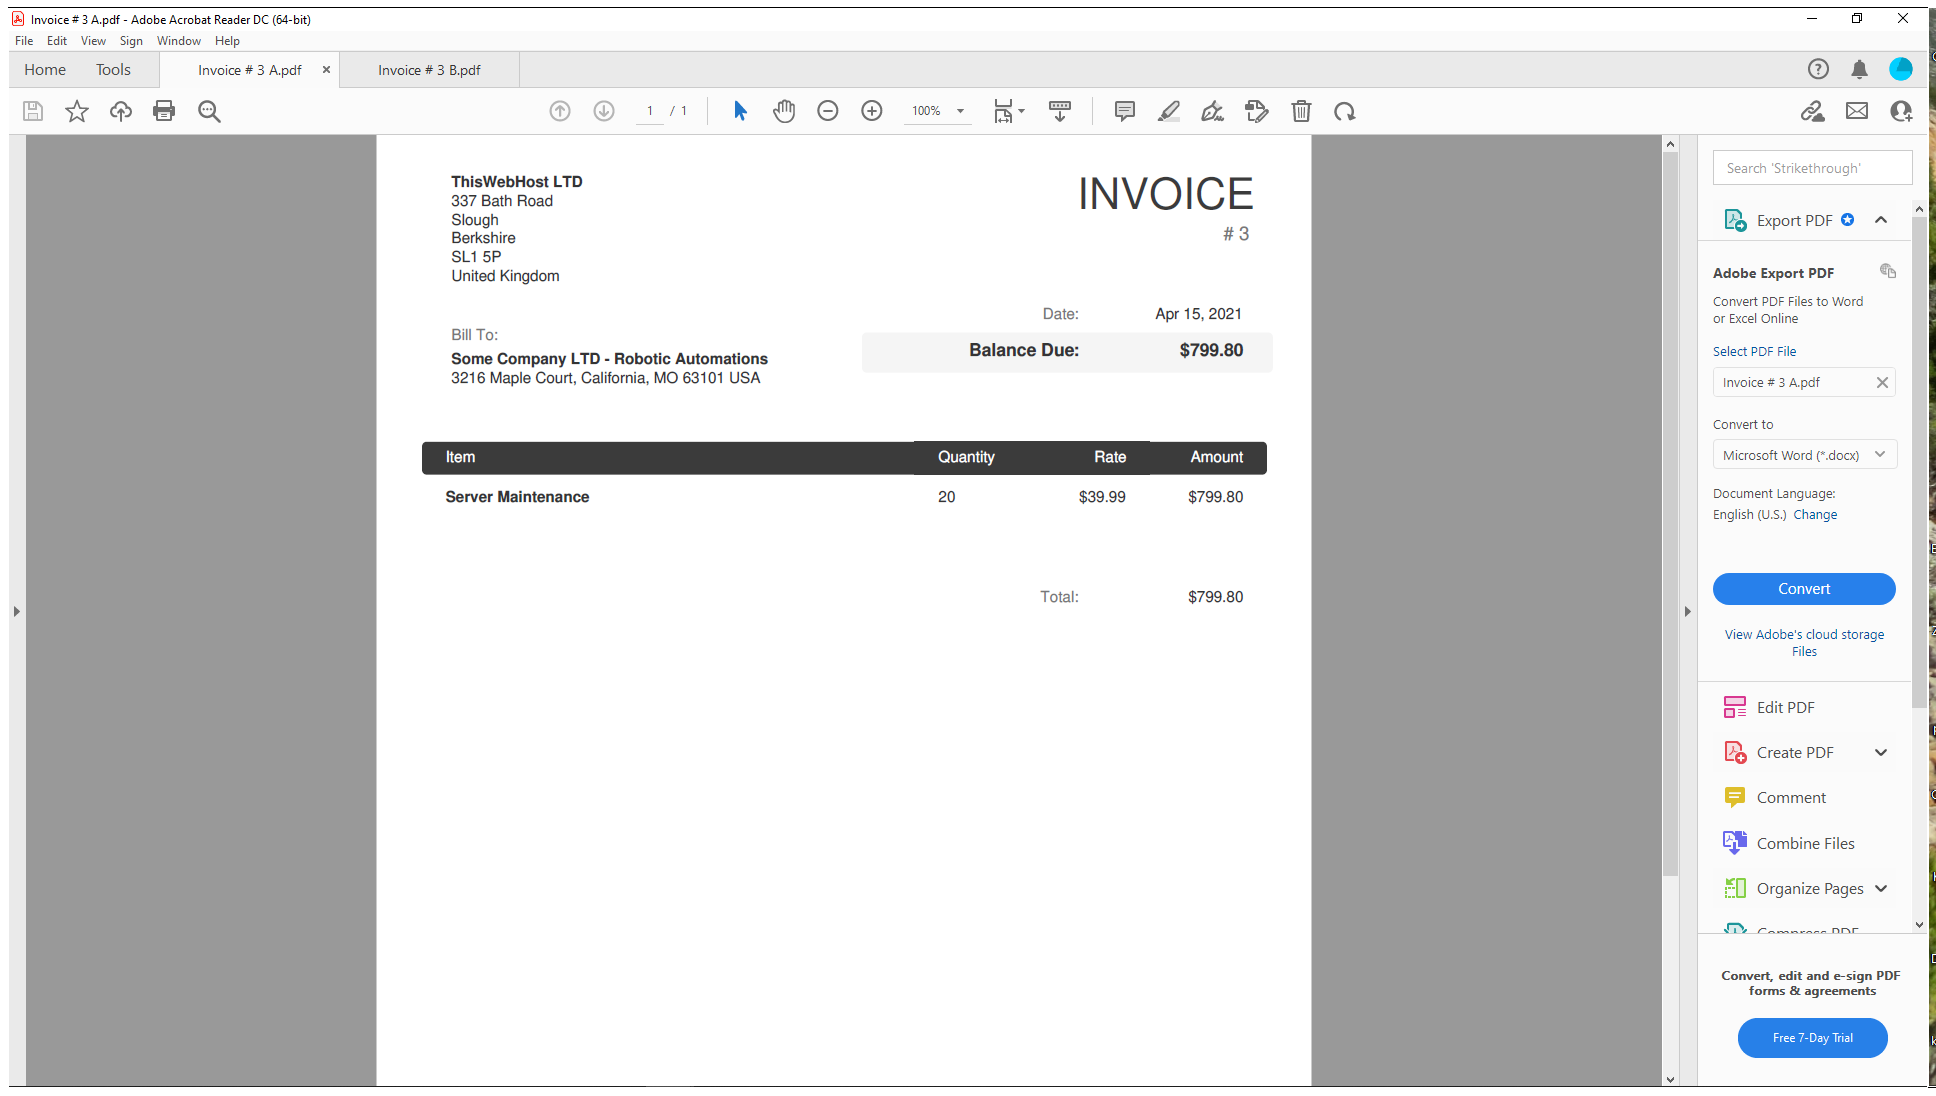 Invoice # 3 A.pdf - Adobe Acrobat Reader DC (64-bit)
File Edit View Sign Window Help
Home Tools Invoice # 3 A.pdf × Invoice # 3 B.pdf
1 / 1 100%
ThisWebHost LTD
337 Bath Road
Slough
Berkshire
SL1 5P
United Kingdom
INVOICE
# 3
Date: Apr 15, 2021
Balance Due: $799.80
Bill To:
Some Company LTD - Robotic Automations
3216 Maple Court, California, MO 63101 USA
Item Quantity Rate Amount
Server Maintenance 20 $39.99 $799.80
Total: $799.80
Search 'Strikethrough'
Export PDF
Adobe Export PDF
Convert PDF Files to Word
or Excel Online
Select PDF File
Invoice # 3 A.pdf
Convert to
Microsoft Word (*.docx)
Document Language:
English (U.S.) Change
Convert
View Adobe's cloud storage
Files
Edit PDF
Create PDF
Comment
Combine Files
Organize Pages
Compress PDF
Convert, edit and e-sign PDF
forms & agreements
Free 7-Day Trial